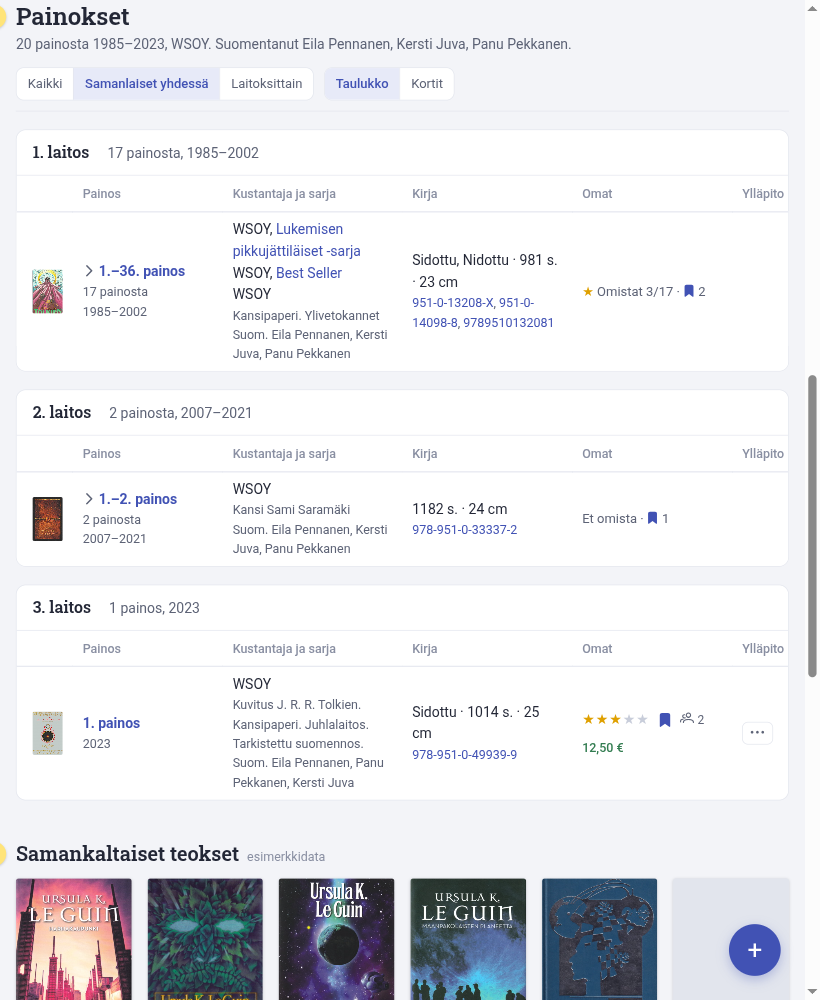 Painokset
20 painosta 1985–2023, WSOY. Suomentanut Eila Pennanen, Kersti Juva, Panu Pekkanen.
Kaikki Samanlaiset yhdessä Laitoksittain Taulukko Kortit
1. laitos 17 painosta, 1985–2002
Painos Kustantaja ja sarja Kirja Omat Ylläpito
> 1.–36. painos
17 painosta
1985–2002
WSOY, Lukemisen
pikkujättiläiset -sarja
WSOY, Best Seller
WSOY
Kansipaperi. Ylivetokannet
Suom. Eila Pennanen, Kersti
Juva, Panu Pekkanen
Sidottu, Nidottu · 981 s.
· 23 cm
951-0-13208-X, 951-0-
14098-8, 9789510132081
★ Omistat 3/17 · 2
2. laitos 2 painosta, 2007–2021
Painos Kustantaja ja sarja Kirja Omat Ylläpito
> 1.–2. painos
2 painosta
2007–2021
WSOY
Kansi Sami Saramäki
Suom. Eila Pennanen, Kersti
Juva, Panu Pekkanen
1182 s. · 24 cm
978-951-0-33337-2
Et omista · 1
3. laitos 1 painos, 2023
Painos Kustantaja ja sarja Kirja Omat Ylläpito
1. painos
2023
WSOY
Kuvitus J. R. R. Tolkien.
Kansipaperi. Juhlalaitos.
Tarkistettu suomennos.
Suom. Eila Pennanen, Panu
Pekkanen, Kersti Juva
Sidottu · 1014 s. · 25
cm
978-951-0-49939-9
★★★★★ 2
12,50 €
···
Samankaltaiset teokset esimerkkidata
URSULA K.
LE GUIN
Ursula K. Le Guin
Ursula K.
Le Guin
URSULA K.
LE GUIN
MAANPAKOLAISTEN PLANEETTA
+